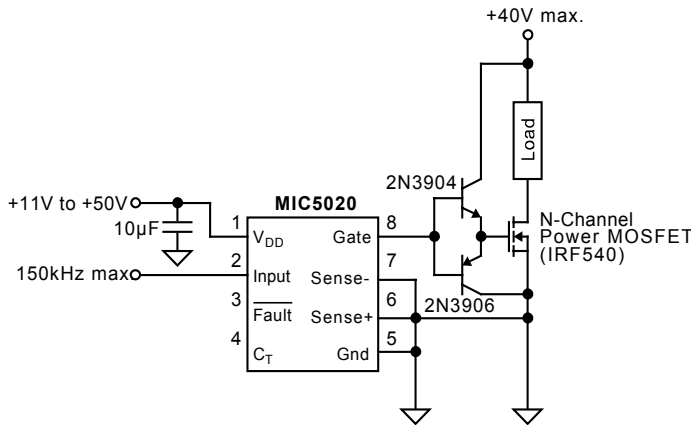 +40V max.
Load
2N3904
+11V to +50V
10µF
MIC5020
N-Channel
Power MOSFET
(IRF540)
1
V_DD
Gate
8
150kHz max
2
Input
Sense-
7
2N3906
3
Fault
Sense+
6
4
C_T
Gnd
5